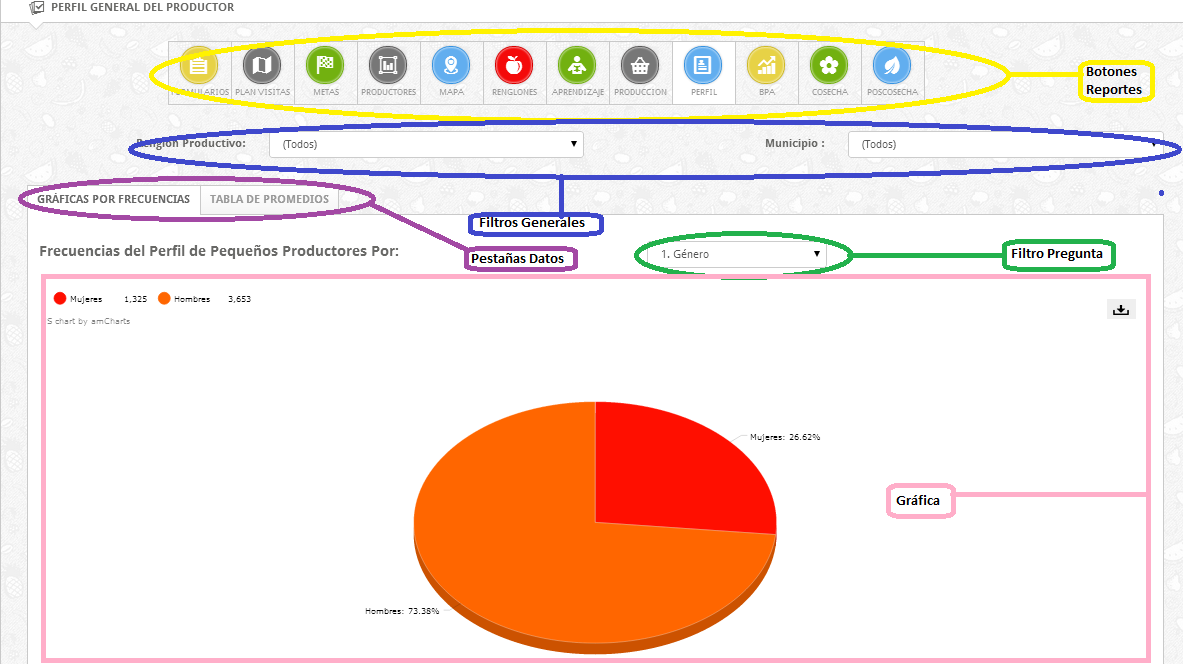 PERFIL GENERAL DEL PRODUCTOR
FORMULARIOS PLAN VISITAS METAS PRODUCTORES MAPA RENGLONES APRENDIZAJE PRODUCCION PERFIL BPA COSECHA POSCOSECHA
Botones
Reportes
Renglón Productivo: (Todos) Municipio : (Todos)
GRÁFICAS POR FRECUENCIAS TABLA DE PROMEDIOS
Filtros Generales
Frecuencias del Perfil de Pequeños Productores Por: 1. Género
Pestañas Datos
Filtro Pregunta
Mujeres 1,325 Hombres 3,653
S chart by amCharts
Mujeres: 26.62%
Gráfica
Hombres: 73.38%